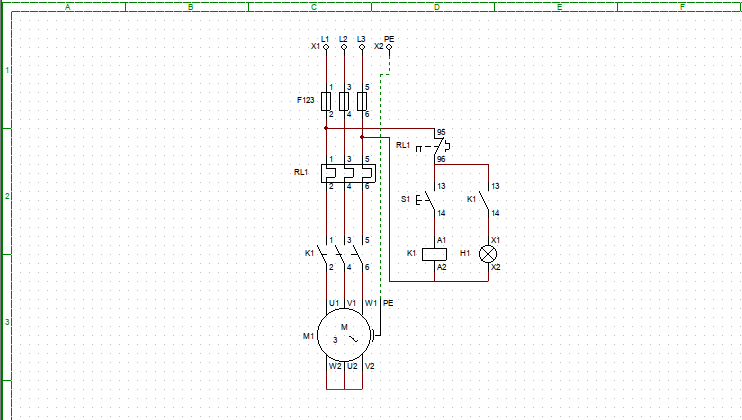 A B C D E F
L1 L2 L3 PE
X1 X2
1
1 3 5
F123
2 4 6
95
RL1
96
1 3 5
RL1
2 4 6
13 13
2
S1 K1
14 14
1 3 5 A1 X1
K1 K1 H1
2 4 6 A2 X2
U1 V1 W1 PE
3
M
M1 3
W2 U2 V2